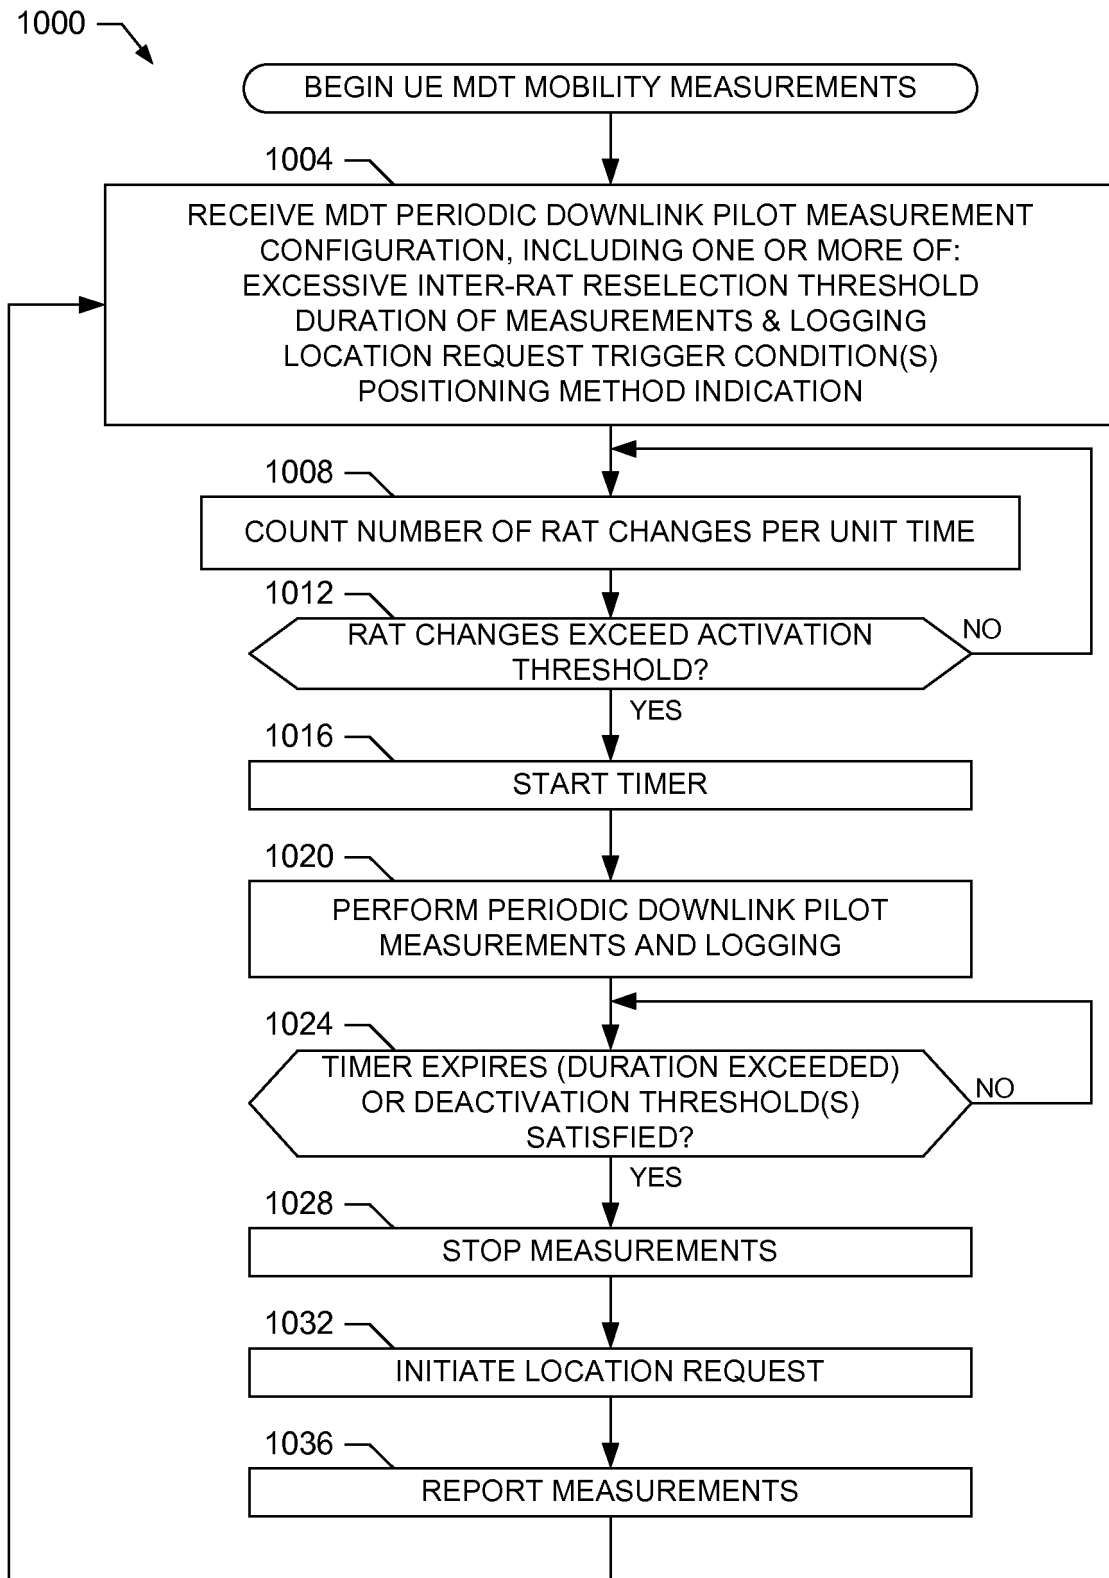 1000
BEGIN UE MDT MOBILITY MEASUREMENTS
1004
RECEIVE MDT PERIODIC DOWNLINK PILOT MEASUREMENT
CONFIGURATION, INCLUDING ONE OR MORE OF:
EXCESSIVE INTER-RAT RESELECTION THRESHOLD
DURATION OF MEASUREMENTS & LOGGING
LOCATION REQUEST TRIGGER CONDITION(S)
POSITIONING METHOD INDICATION
1008
COUNT NUMBER OF RAT CHANGES PER UNIT TIME
1012
RAT CHANGES EXCEED ACTIVATION
THRESHOLD?
NO
YES
1016
START TIMER
1020
PERFORM PERIODIC DOWNLINK PILOT
MEASUREMENTS AND LOGGING
1024
TIMER EXPIRES (DURATION EXCEEDED)
OR DEACTIVATION THRESHOLD(S)
SATISFIED?
NO
YES
1028
STOP MEASUREMENTS
1032
INITIATE LOCATION REQUEST
1036
REPORT MEASUREMENTS